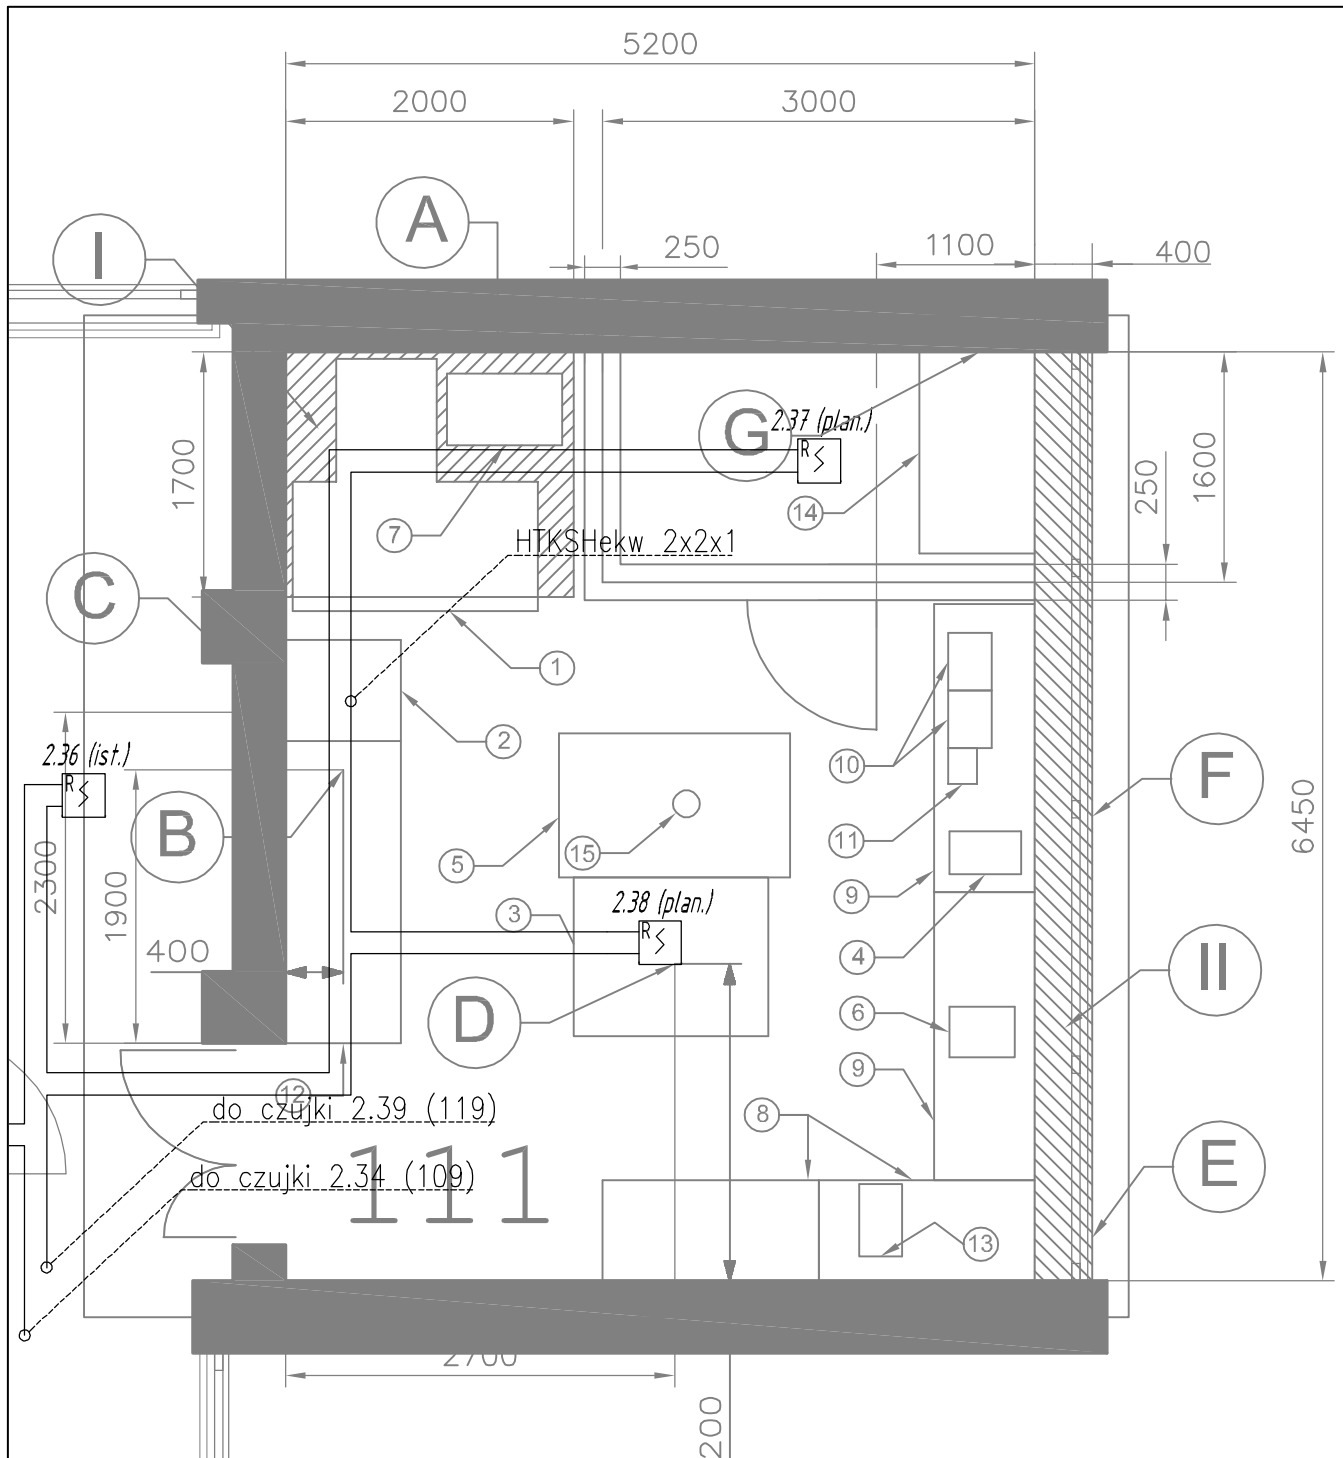 5200
2000
3000
A
I
250
1100
400
G
2.37 (plan.)
R
1700
1600
250
14
7
HTKSHekw 2x2x1
C
1
2
2.36 (ist.)
R
10
F
B
11
15
5
6450
2300
1900
9
2.38 (plan.)
R
3
400
4
II
D
6
9
12
do czujki 2.39 (119)
8
111
do czujki 2.34 (109)
E
13
2700
200